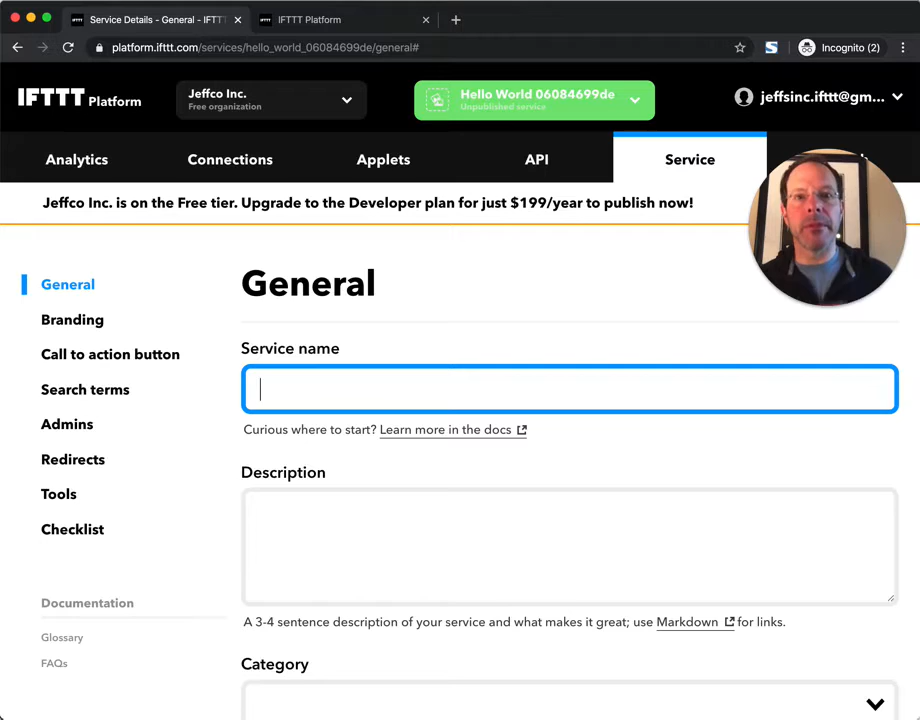 Service Details - General - IFTTT
IFTTT Platform
platform.ifttt.com/services/hello_world_06084699de/general#
S
Incognito (2)
IFTTT Platform
Jeffco Inc.
Free organization
Hello World 06084699de
Unpublished service
jeffsinc.ifttt@gm...
Analytics
Connections
Applets
API
Service
Jeffco Inc. is on the Free tier. Upgrade to the Developer plan for just $199/year to publish now!
General
Branding
Call to action button
Search terms
Admins
Redirects
Tools
Checklist
Documentation
Glossary
FAQs
General
Service name
Curious where to start? Learn more in the docs
Description
A 3-4 sentence description of your service and what makes it great; use Markdown for links.
Category